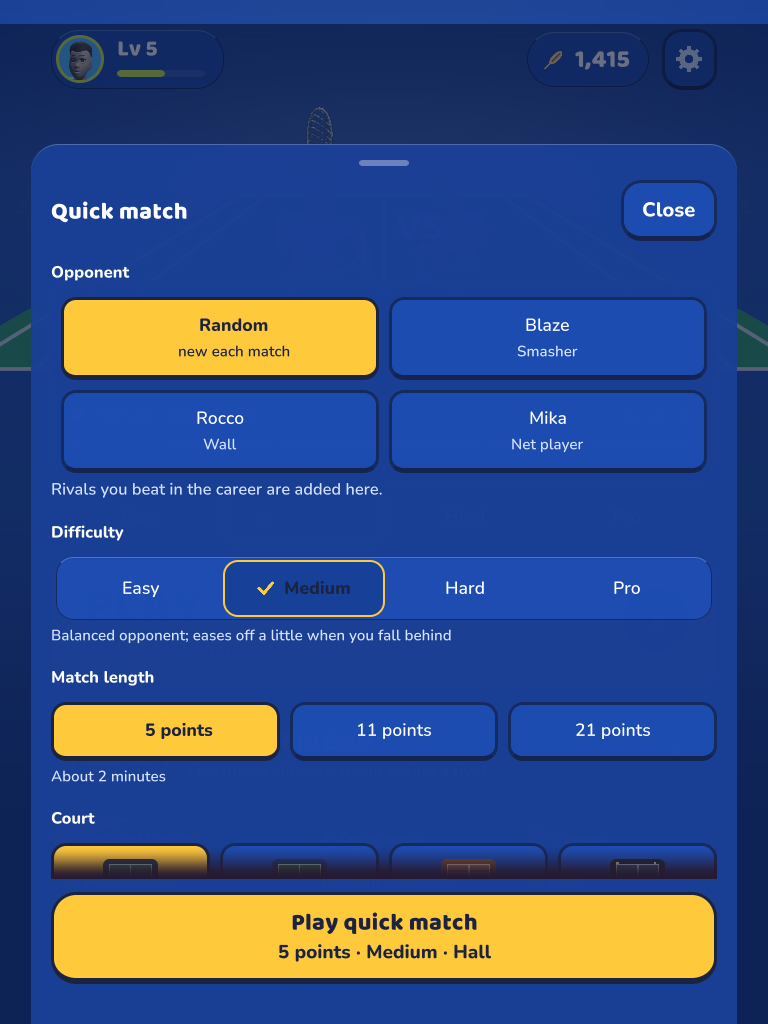 Lv 5
1,415
Quick match
Close
Opponent
Random
new each match
Blaze
Smasher
Rocco
Wall
Mika
Net player
Rivals you beat in the career are added here.
Difficulty
Easy
Medium
Hard
Pro
Balanced opponent; eases off a little when you fall behind
Match length
5 points
11 points
21 points
About 2 minutes
Court
Play quick match
5 points · Medium · Hall